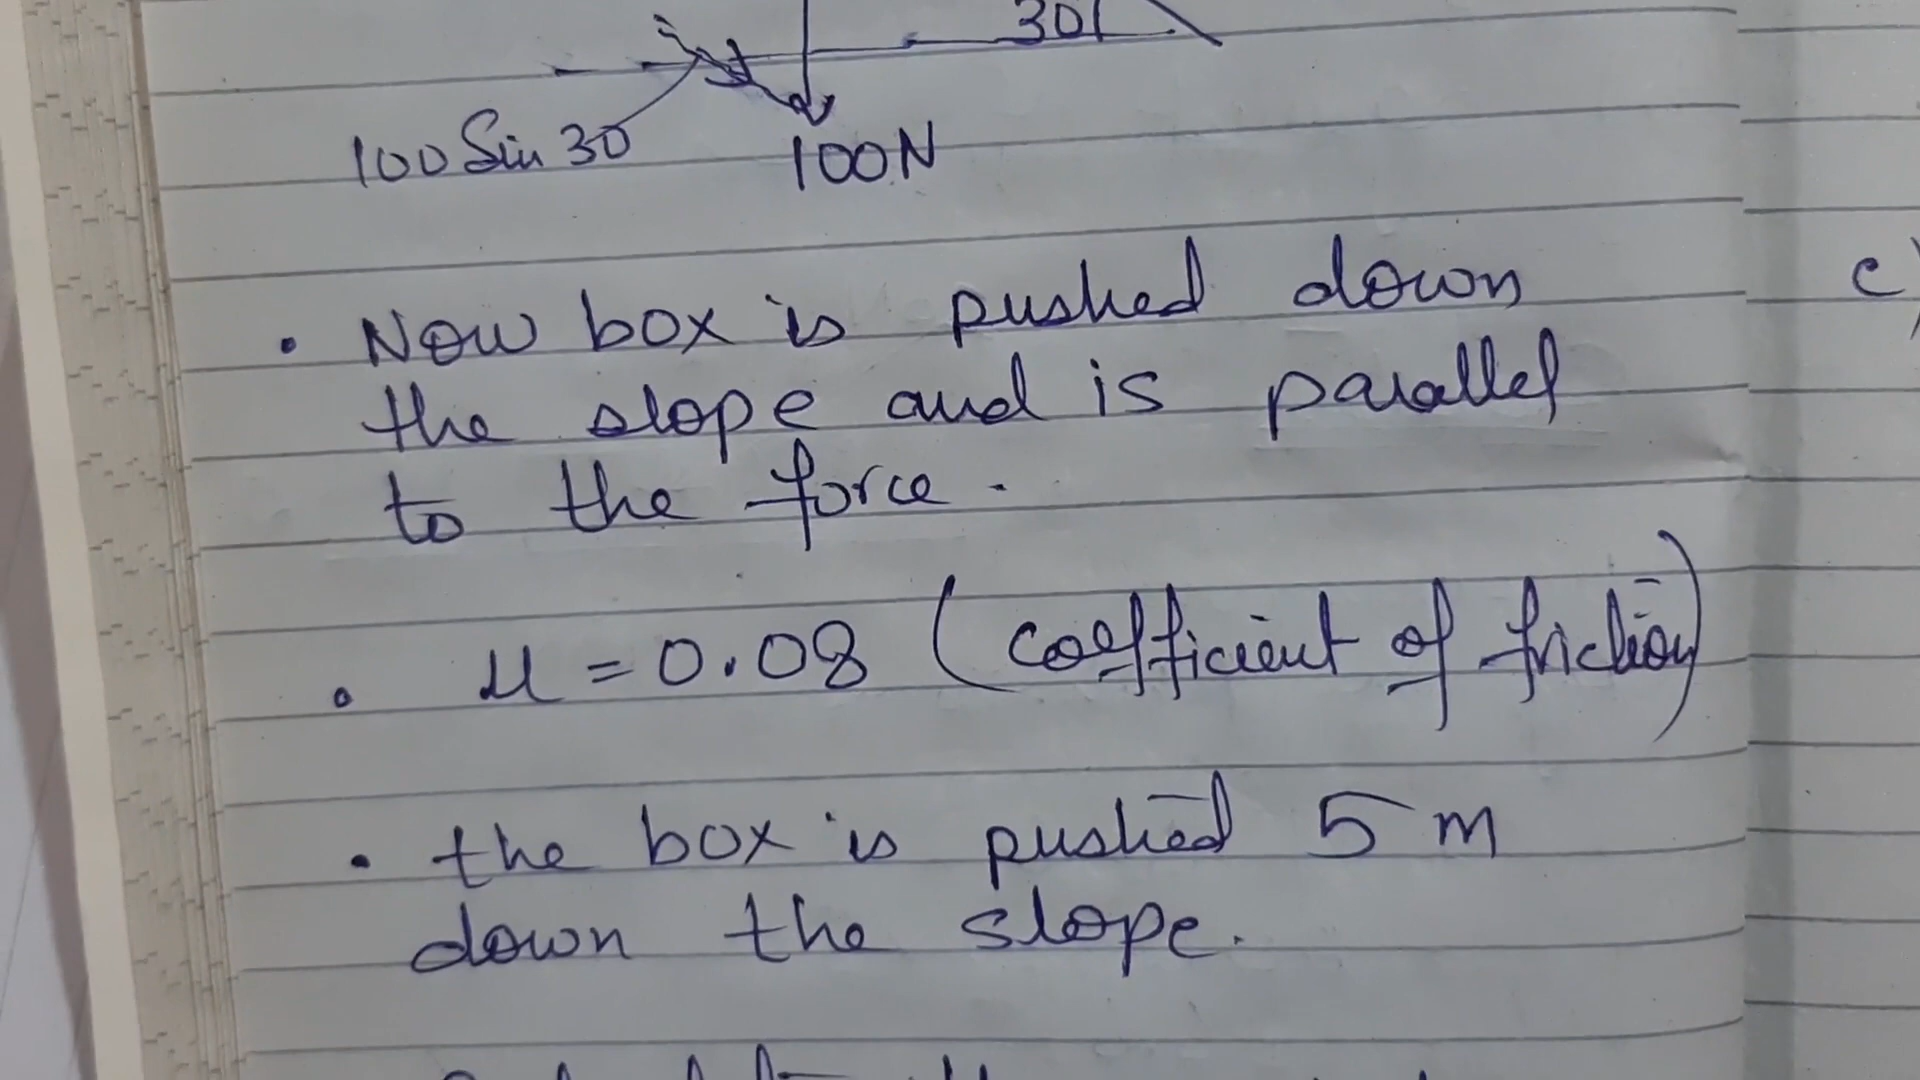 30
100 Sin 30
100N
c)
• Now box is pushed down
the slope and is parallel
to the force.
• μ = 0.08 (coefficient of friction)
• the box is pushed 5 m
down the slope.